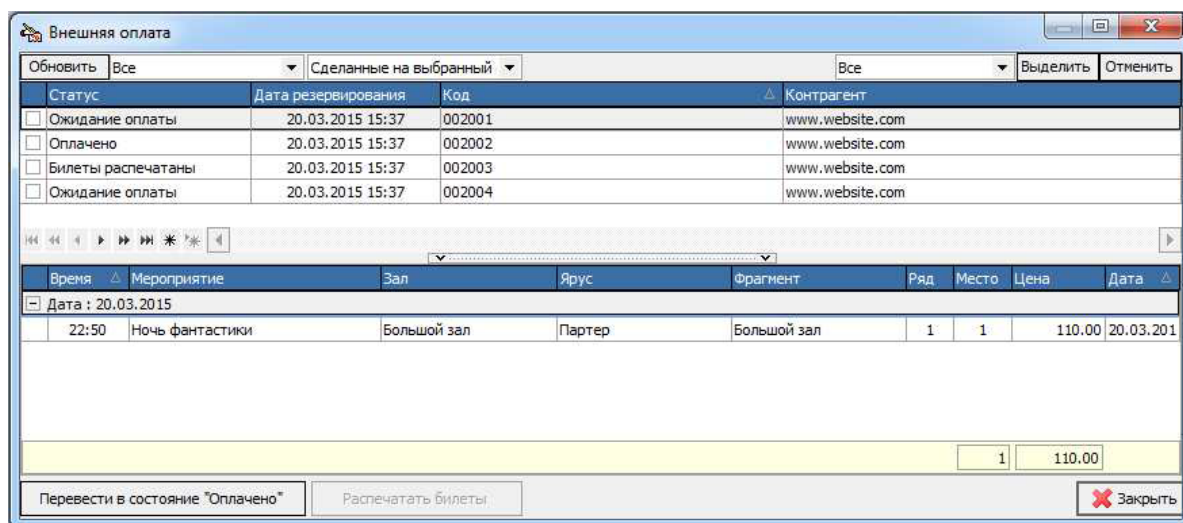 Внешняя оплата
Обновить Все Сделанные на выбранный Все Выделить Отменить
Статус Дата резервирования Код Контрагент
Ожидание оплаты 20.03.2015 15:37 002001 www.website.com
Оплачено 20.03.2015 15:37 002002 www.website.com
Билеты распечатаны 20.03.2015 15:37 002003 www.website.com
Ожидание оплаты 20.03.2015 15:37 002004 www.website.com
Время Мероприятие Зал Ярус Фрагмент Ряд Место Цена Дата
Дата : 20.03.2015
22:50 Ночь фантастики Большой зал Партер Большой зал 1 1 110.00 20.03.201
1 110.00
Перевести в состояние "Оплачено" Распечатать билеты Закрыть